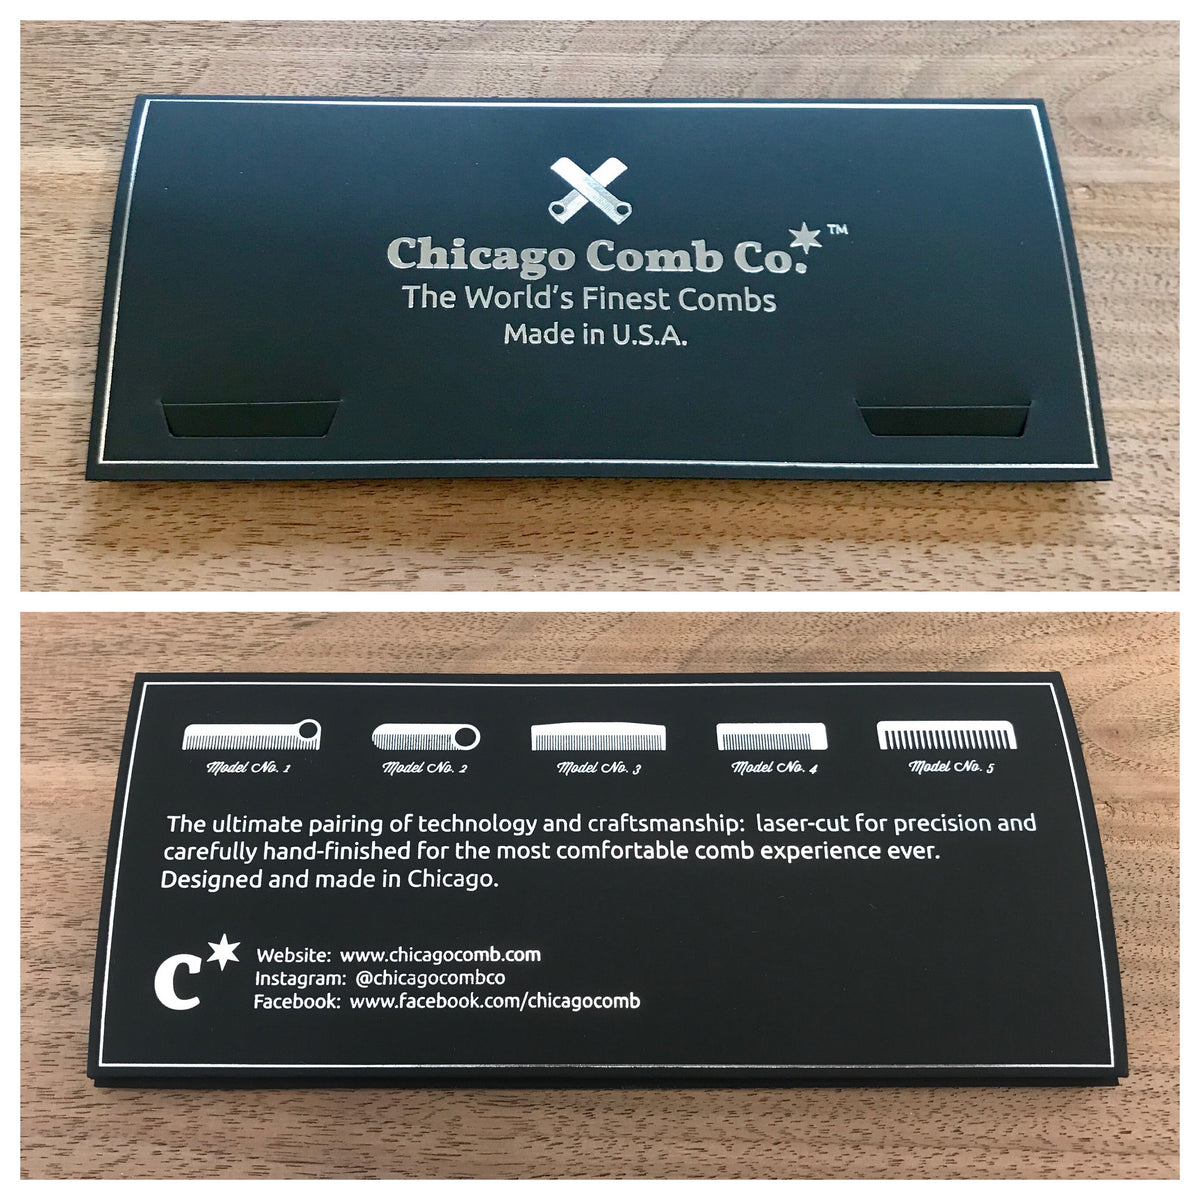 Chicago Comb Co.™
The World's Finest Combs
Made in U.S.A.
Model No. 1 Model No. 2 Model No. 3 Model No. 4 Model No. 5
The ultimate pairing of technology and craftsmanship: laser-cut for precision and
carefully hand-finished for the most comfortable comb experience ever.
Designed and made in Chicago.
C
Website: www.chicagocomb.com
Instagram: @chicagocombco
Facebook: www.facebook.com/chicagocomb